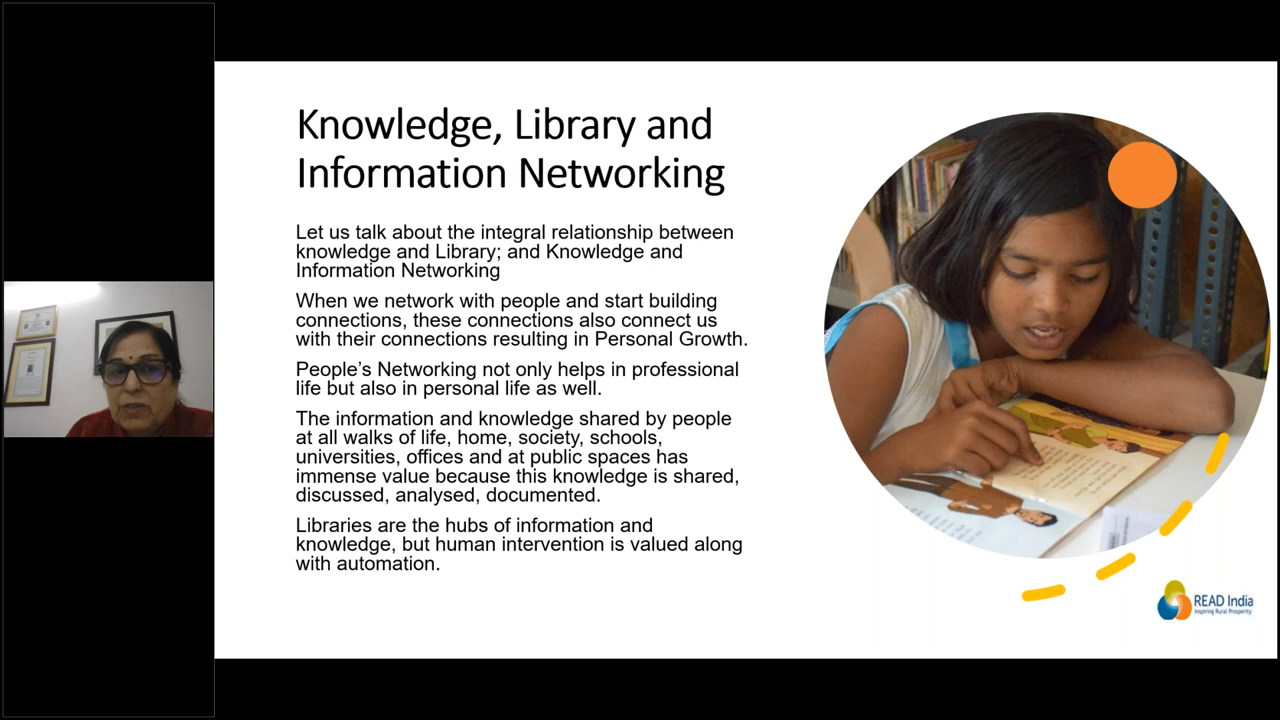 Knowledge, Library and
Information Networking
Let us talk about the integral relationship between
knowledge and Library; and Knowledge and
Information Networking
When we network with people and start building
connections, these connections also connect us
with their connections resulting in Personal Growth.
People’s Networking not only helps in professional
life but also in personal life as well.
The information and knowledge shared by people
at all walks of life, home, society, schools,
universities, offices and at public spaces has
immense value because this knowledge is shared,
discussed, analysed, documented.
Libraries are the hubs of information and
knowledge, but human intervention is valued along
with automation.
READ India
Inspiring Rural Prosperity